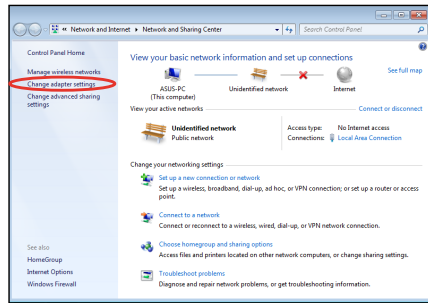 « Network and Internet ▸ Network and Sharing Center
Search Control Panel
Control Panel Home
Manage wireless networks
Change adapter settings
Change advanced sharing
settings
See also
HomeGroup
Internet Options
Windows Firewall
View your basic network information and set up connections
See full map
ASUS-PC
(This computer)
Unidentified network
Internet
View your active networks
Connect or disconnect
Unidentified network
Public network
Access type: No Internet access
Connections: Local Area Connection
Change your networking settings
Set up a new connection or network
Set up a wireless, broadband, dial-up, ad hoc, or VPN connection; or set up a router or access
point.
Connect to a network
Connect or reconnect to a wireless, wired, dial-up, or VPN network connection.
Choose homegroup and sharing options
Access files and printers located on other network computers, or change sharing settings.
Troubleshoot problems
Diagnose and repair network problems, or get troubleshooting information.